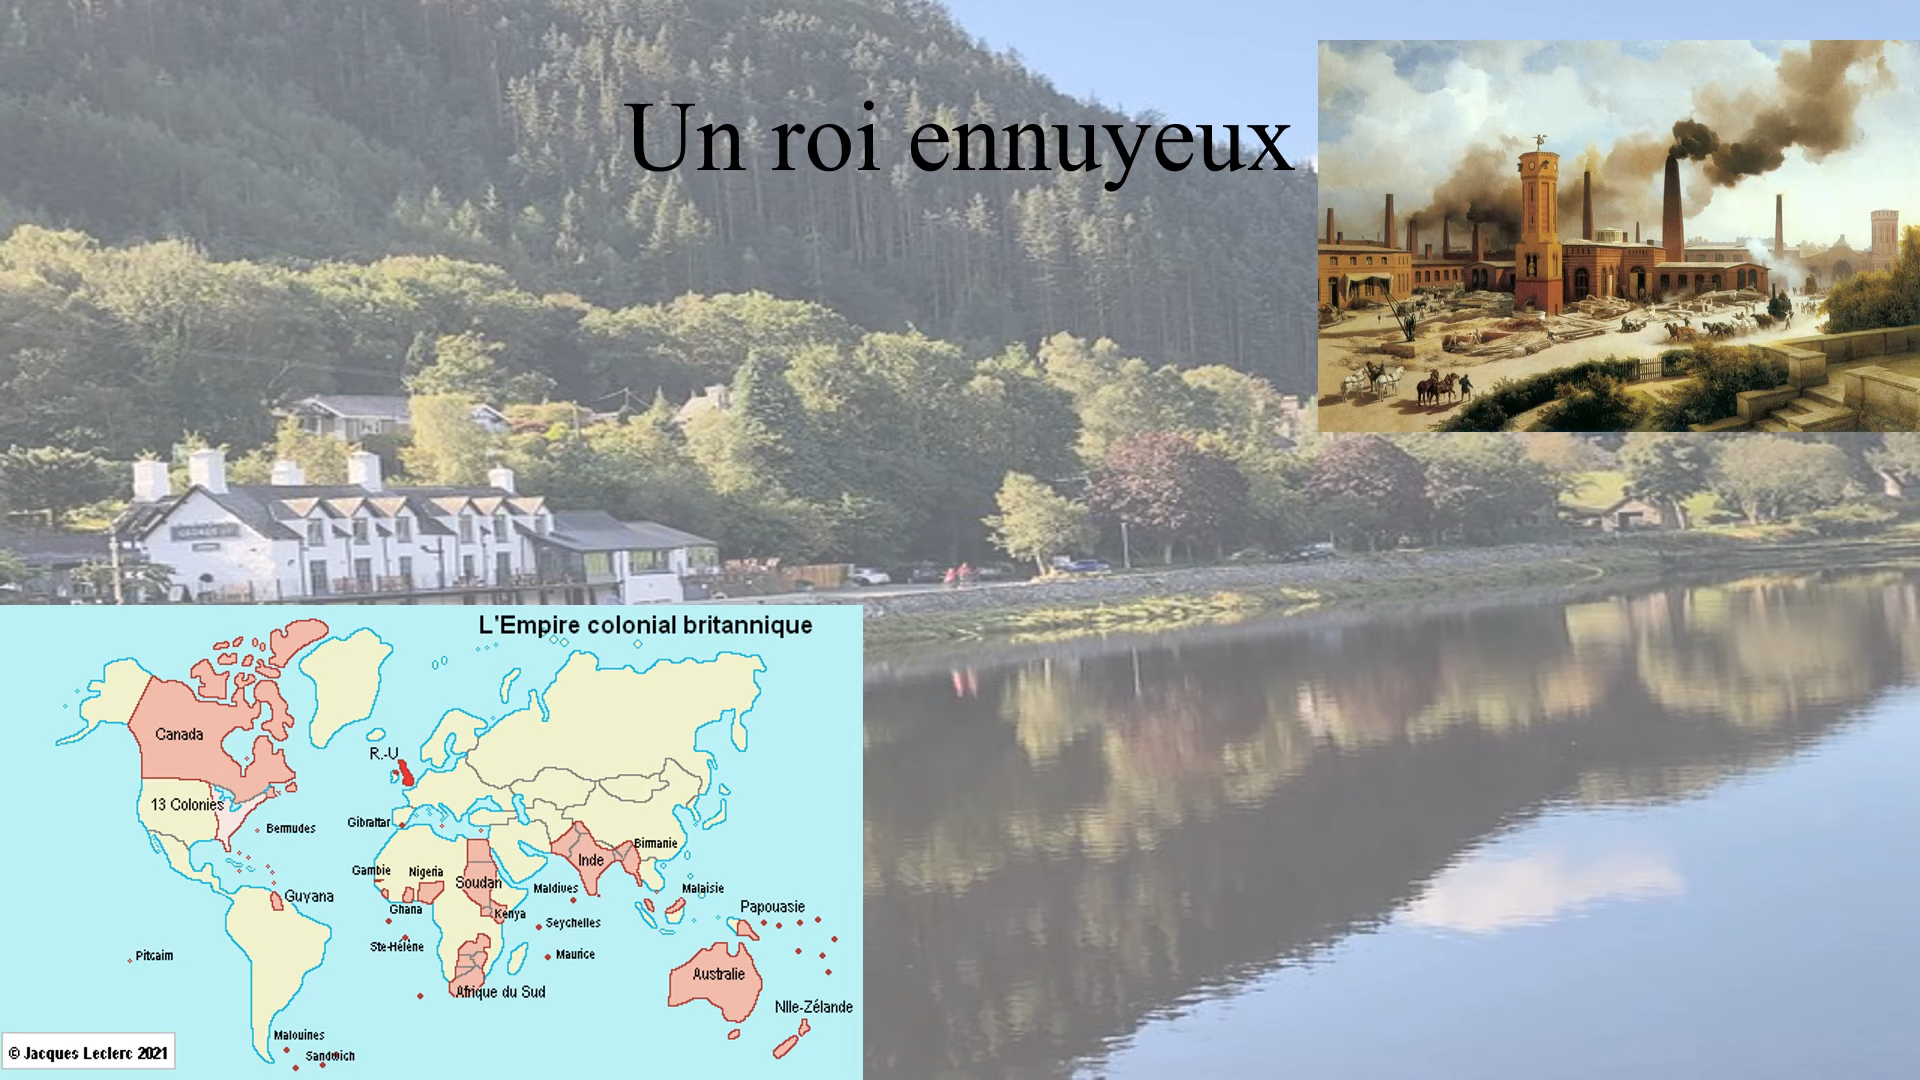 Un roi ennuyeux
L'Empire colonial britannique
Canada
R.-U
13 Colonies
Bermudes
Gibraltar
Birmanie
Inde
Gambie
Nigeria
Soudan
Maldives
Malaisie
Guyana
Ghana
Kenya
Papouasie
Seychelles
Ste-Hélène
Maurice
Pitcairn
Australie
Afrique du Sud
Nlle-Zélande
Malouines
Sandwich
© Jacques Leclerc 2021